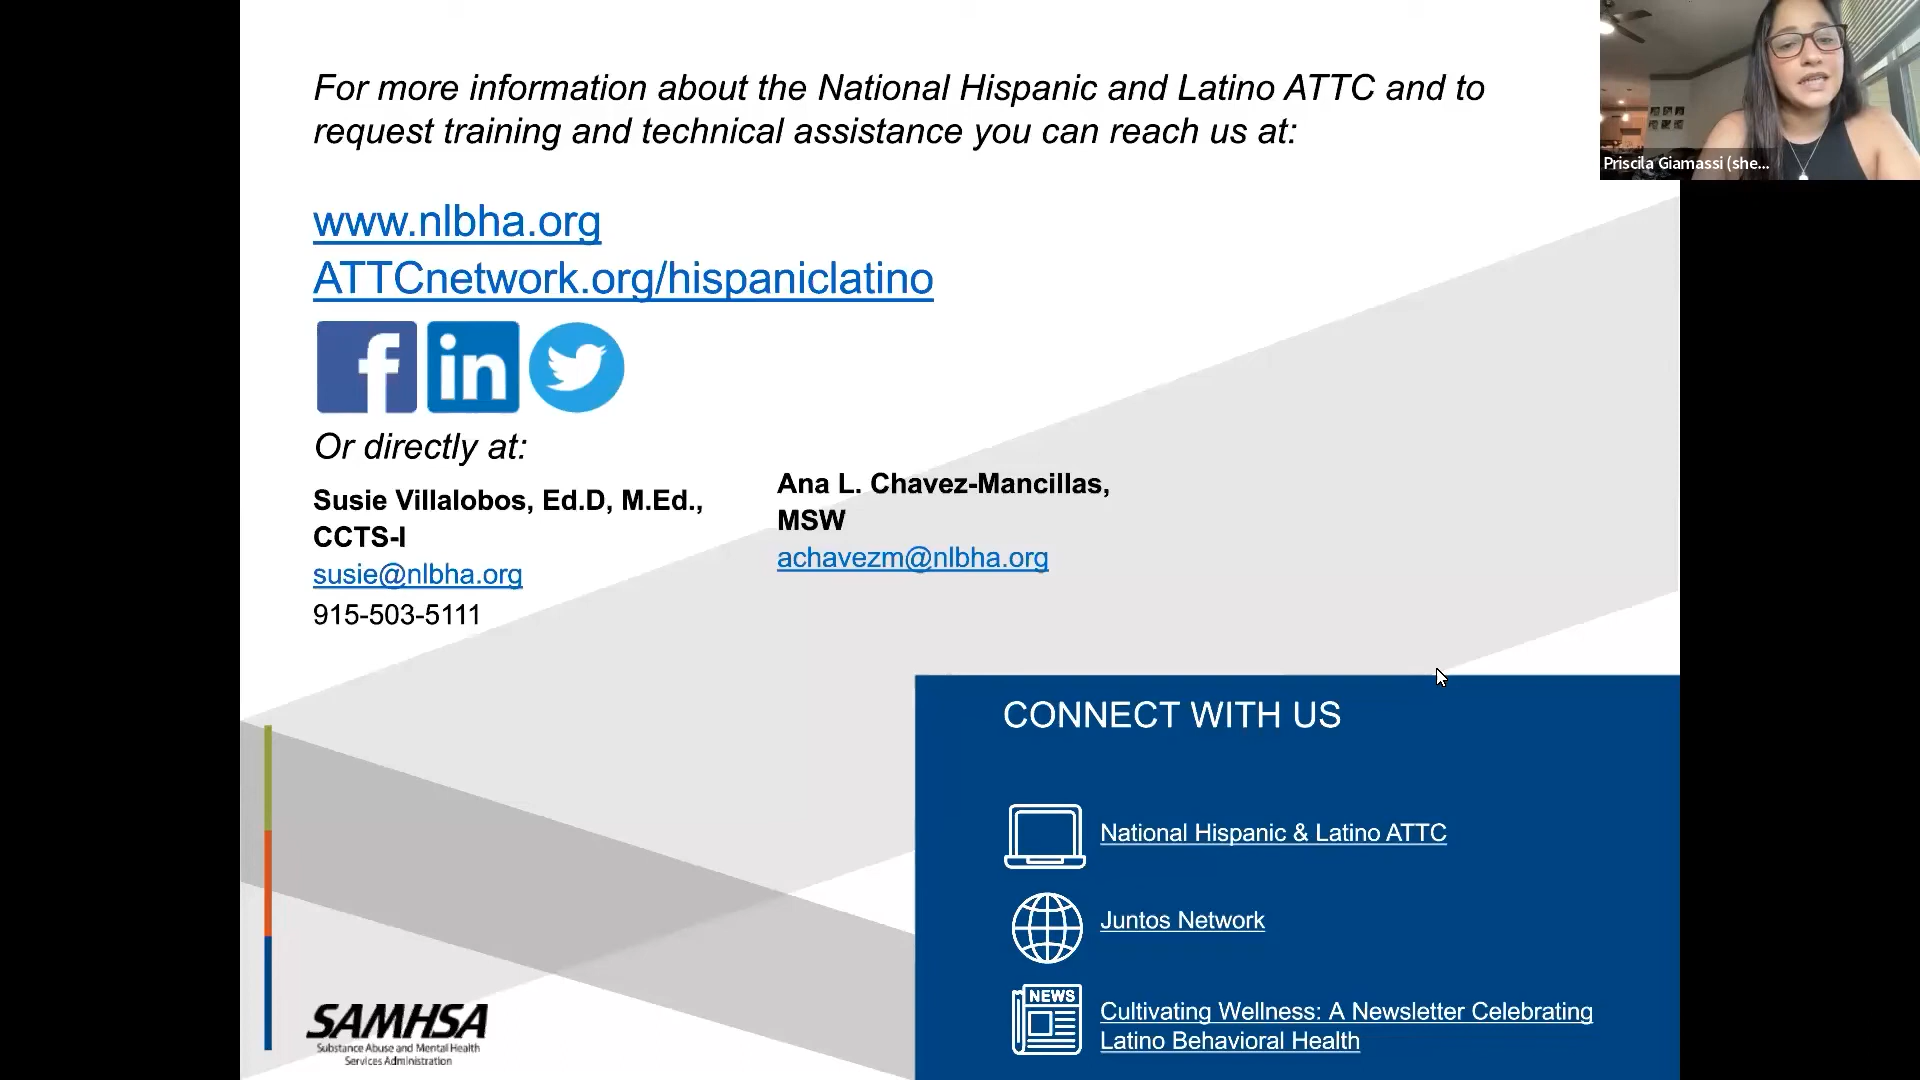 For more information about the National Hispanic and Latino ATTC and to
request training and technical assistance you can reach us at:
www.nlbha.org
ATTCnetwork.org/hispaniclatino
f in
Or directly at:
Susie Villalobos, Ed.D, M.Ed.,
CCTS-I
susie@nlbha.org
915-503-5111
Ana L. Chavez-Mancillas,
MSW
achavezm@nlbha.org
CONNECT WITH US
National Hispanic & Latino ATTC
Juntos Network
NEWS
Cultivating Wellness: A Newsletter Celebrating
Latino Behavioral Health
SAMHSA
Substance Abuse and Mental Health
Services Administration
Priscila Giamassi (she...